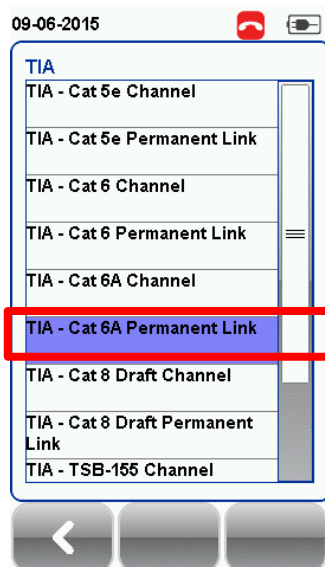 09-06-2015
TIA
TIA - Cat 5e Channel
TIA - Cat 5e Permanent Link
TIA - Cat 6 Channel
TIA - Cat 6 Permanent Link
TIA - Cat 6A Channel
TIA - Cat 6A Permanent Link
TIA - Cat 8 Draft Channel
TIA - Cat 8 Draft Permanent
Link
TIA - TSB-155 Channel